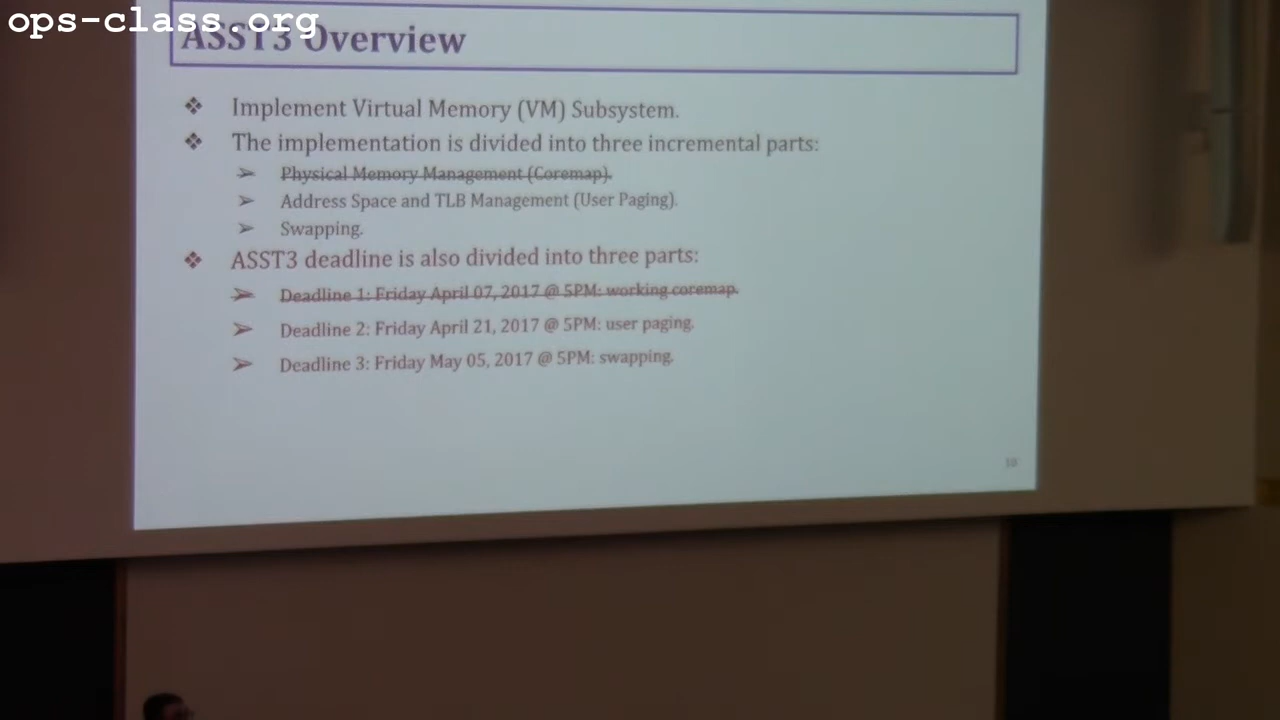 ops-class.org
ASST3 Overview
❖ Implement Virtual Memory (VM) Subsystem.
❖ The implementation is divided into three incremental parts:
➢ Physical Memory Management (Coremap).
➢ Address Space and TLB Management (User Paging).
➢ Swapping.
❖ ASST3 deadline is also divided into three parts:
➢ Deadline 1: Friday April 07, 2017 @ 5PM: working coremap.
➢ Deadline 2: Friday April 21, 2017 @ 5PM: user paging.
➢ Deadline 3: Friday May 05, 2017 @ 5PM: swapping.